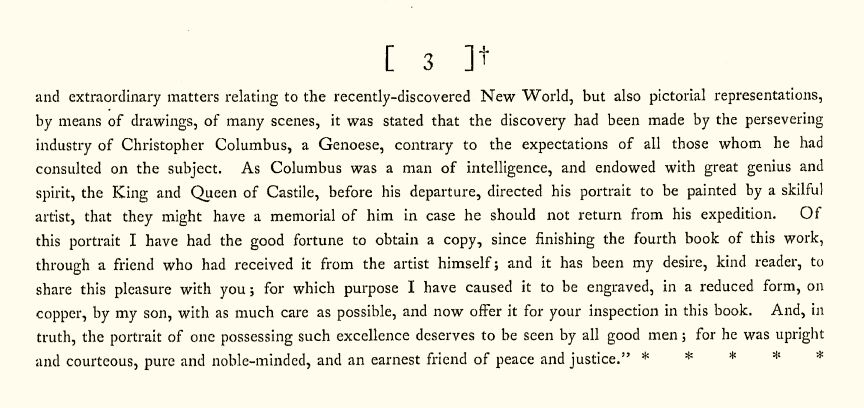 [ 3 ]†
and extraordinary matters relating to the recently-discovered New World, but also pictorial representations,
by means of drawings, of many scenes, it was stated that the discovery had been made by the persevering
industry of Christopher Columbus, a Genoese, contrary to the expectations of all those whom he had
consulted on the subject. As Columbus was a man of intelligence, and endowed with great genius and
spirit, the King and Queen of Castile, before his departure, directed his portrait to be painted by a skilful
artist, that they might have a memorial of him in case he should not return from his expedition. Of
this portrait I have had the good fortune to obtain a copy, since finishing the fourth book of this work,
through a friend who had received it from the artist himself; and it has been my desire, kind reader, to
share this pleasure with you; for which purpose I have caused it to be engraved, in a reduced form, on
copper, by my son, with as much care as possible, and now offer it for your inspection in this book. And, in
truth, the portrait of one possessing such excellence deserves to be seen by all good men; for he was upright
and courteous, pure and noble-minded, and an earnest friend of peace and justice." * * * * *